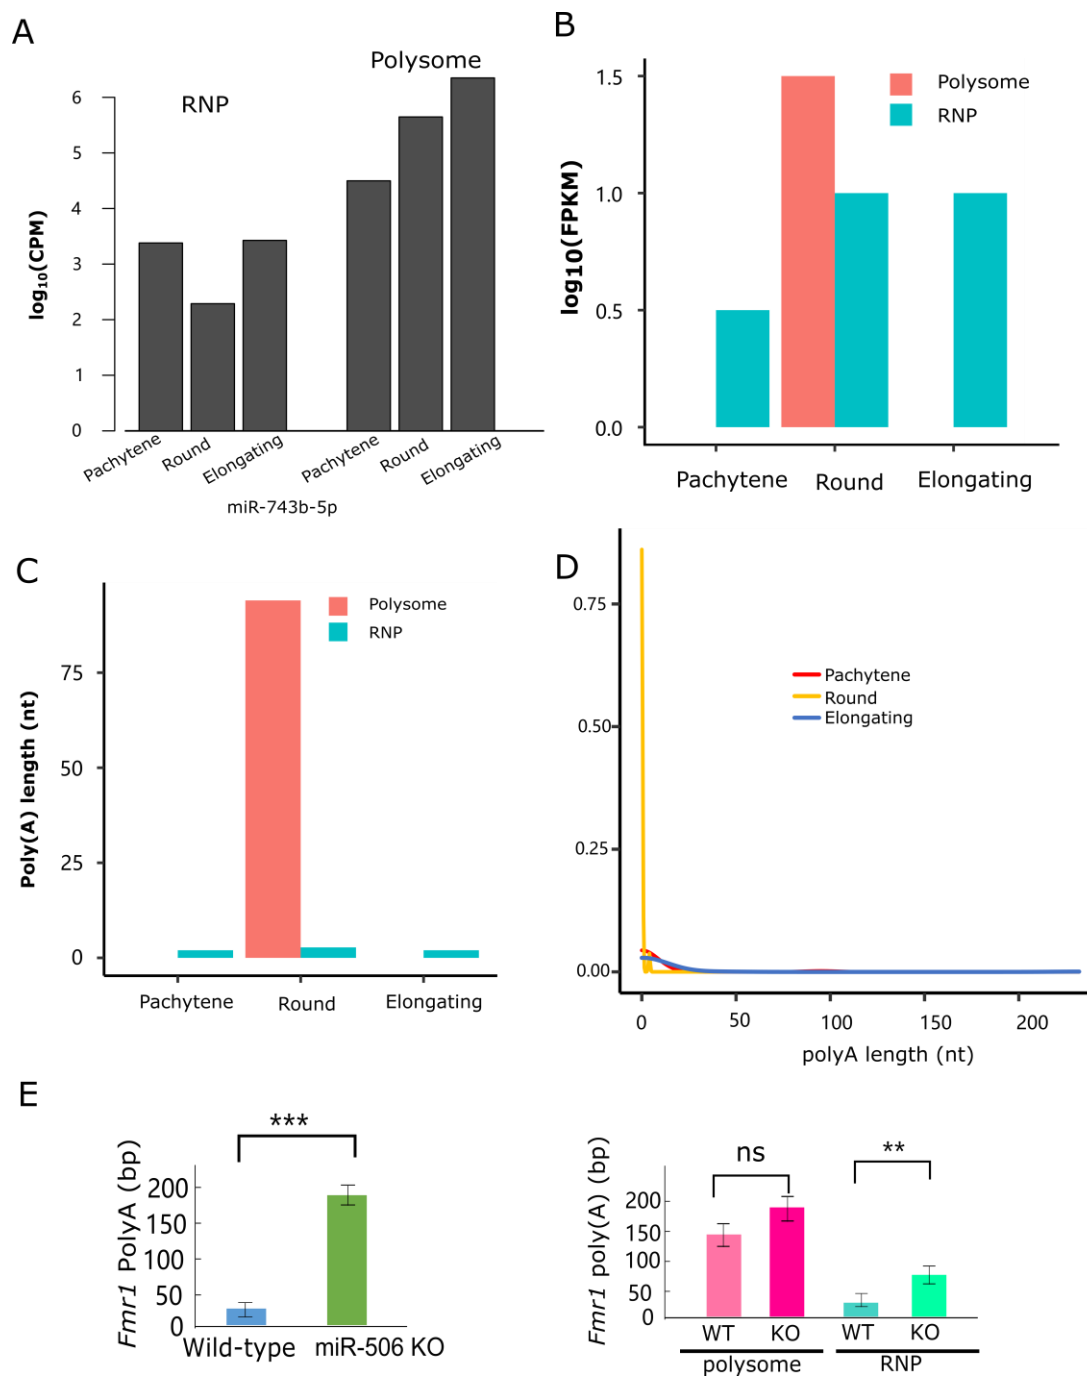 A
RNP
Polysome
log10(CPM)
6
5
4
3
2
1
0
Pachytene
Round
Elongating
Pachytene
Round
Elongating
miR-743b-5p
B
log10(FPKM)
1.5
1.0
0.5
0.0
Polysome
RNP
Pachytene
Round
Elongating
C
Poly(A) length (nt)
75
50
25
0
Polysome
RNP
Pachytene
Round
Elongating
D
0.75
0.50
0.25
0.00
Pachytene
Round
Elongating
0
50
100
150
200
polyA length (nt)
E
***
Fmr1 PolyA (bp)
200
150
100
50
0
Wild-type
miR-506 KO
ns
**
Fmr1 poly(A) (bp)
200
150
100
50
0
WT
KO
WT
KO
polysome
RNP